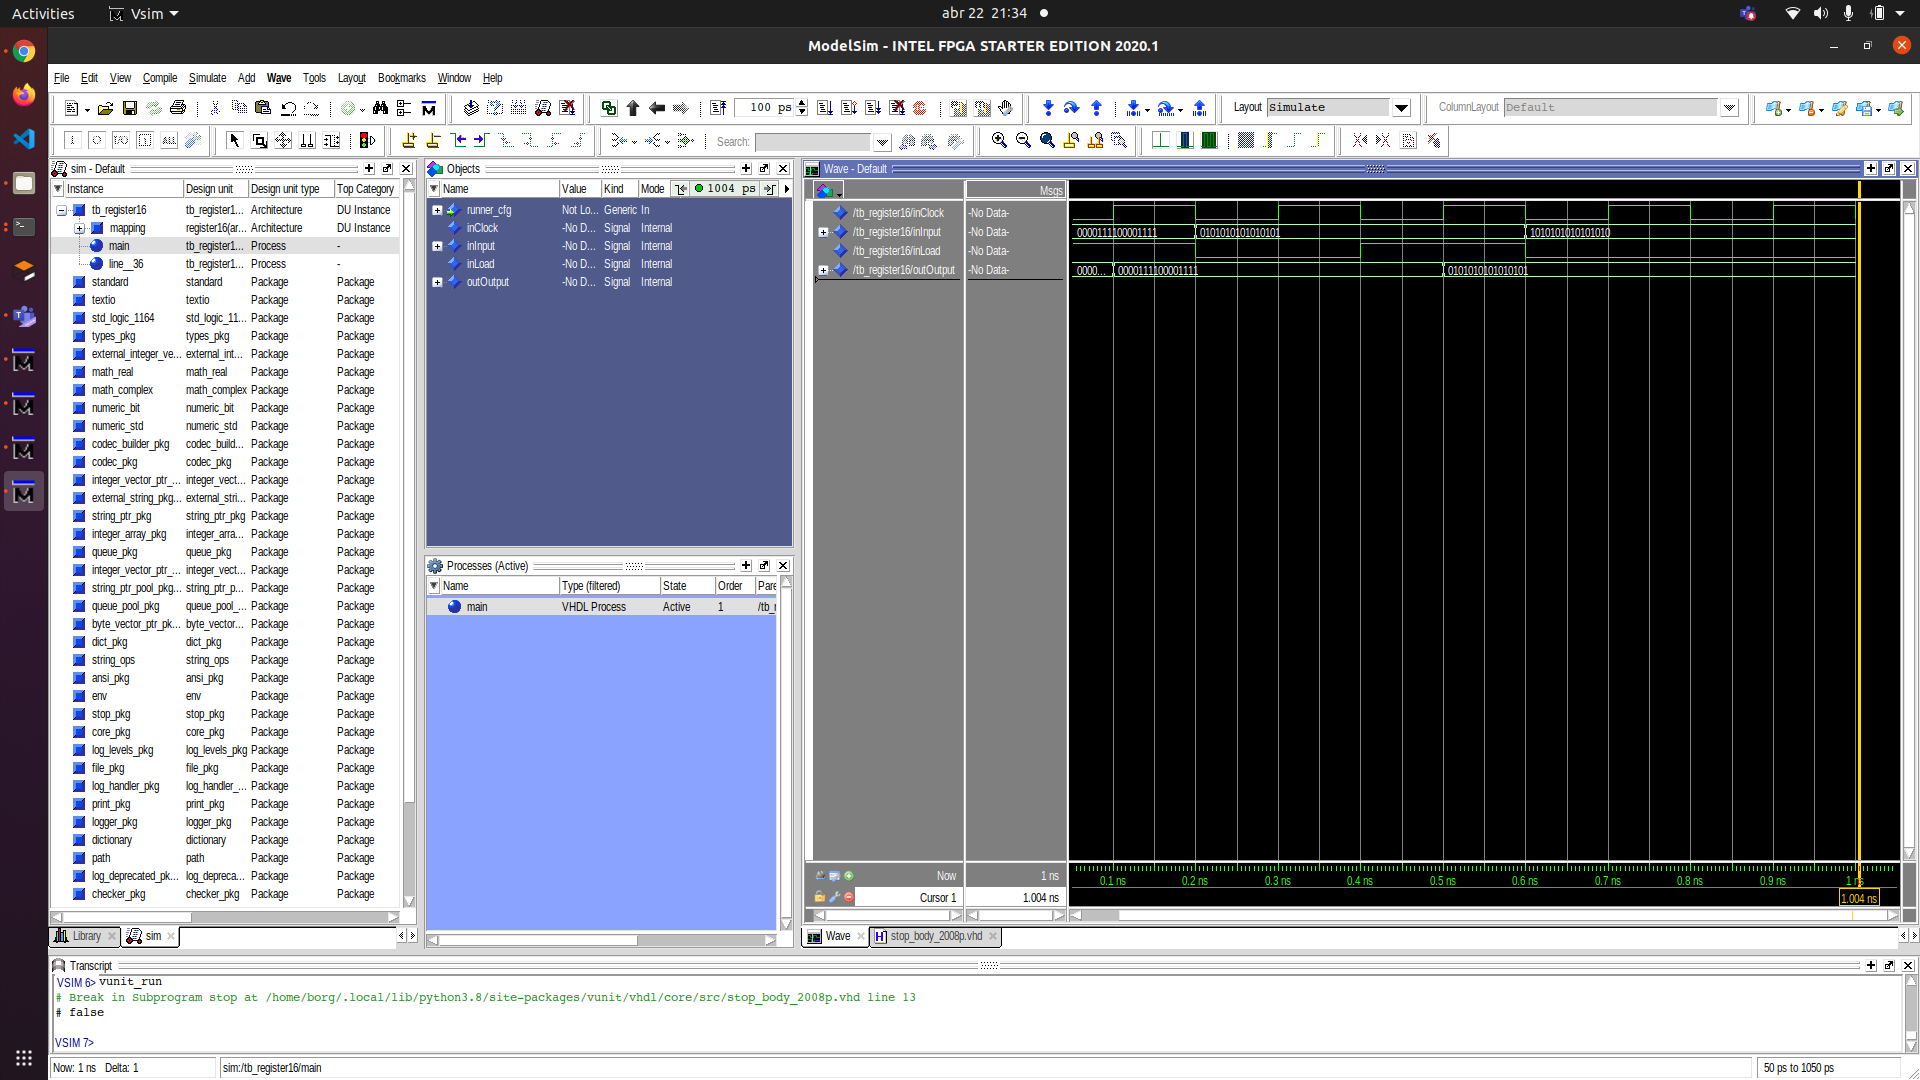 Activities Vsim abr 22 21:34
ModelSim - INTEL FPGA STARTER EDITION 2020.1
File Edit View Compile Simulate Add Wave Tools Layout Bookmarks Window Help
100 ps Layout Simulate ColumnLayout Default
Search:
sim - Default
Instance Design unit Design unit type Top Category
tb_register16 tb_register1... Architecture DU Instance
mapping register16(ar... Architecture DU Instance
main tb_register1... Process -
line__36 tb_register1... Process -
standard standard Package Package
textio textio Package Package
std_logic_1164 std_logic_11... Package Package
types_pkg types_pkg Package Package
external_integer_ve... external_int... Package Package
math_real math_real Package Package
math_complex math_complex Package Package
numeric_bit numeric_bit Package Package
numeric_std numeric_std Package Package
codec_builder_pkg codec_build... Package Package
codec_pkg codec_pkg Package Package
integer_vector_ptr_... integer_vect... Package Package
external_string_pkg... external_stri... Package Package
string_ptr_pkg string_ptr_pkg Package Package
integer_array_pkg integer_arra... Package Package
queue_pkg queue_pkg Package Package
integer_vector_ptr_... integer_vect... Package Package
string_ptr_pool_pkg... string_ptr_p... Package Package
queue_pool_pkg queue_pool_... Package Package
byte_vector_ptr_pk... byte_vector... Package Package
dict_pkg dict_pkg Package Package
string_ops string_ops Package Package
ansi_pkg ansi_pkg Package Package
env env Package Package
stop_pkg stop_pkg Package Package
core_pkg core_pkg Package Package
log_levels_pkg log_levels_pkg Package Package
file_pkg file_pkg Package Package
log_handler_pkg log_handler_... Package Package
print_pkg print_pkg Package Package
logger_pkg logger_pkg Package Package
dictionary dictionary Package Package
path path Package Package
log_deprecated_pk... log_depreca... Package Package
checker_pkg checker_pkg Package Package
Library sim
Objects
Name Value Kind Mode 1004 ps
runner_cfg Not Lo... Generic In
inClock -No D... Signal Internal
inInput -No D... Signal Internal
inLoad -No D... Signal Internal
outOutput -No D... Signal Internal
Processes (Active)
Name Type (filtered) State Order Pare
main VHDL Process Active 1 /tb_r
Wave - Default
Msgs
/tb_register16/inClock -No Data-
/tb_register16/inInput -No Data- 0000111100001111 0101010101010101 1010101010101010
/tb_register16/inLoad -No Data-
/tb_register16/outOutput -No Data- 0000... 0000111100001111 0101010101010101
Now 1 ns 0.1 ns 0.2 ns 0.3 ns 0.4 ns 0.5 ns 0.6 ns 0.7 ns 0.8 ns 0.9 ns 1 ns
Cursor 1 1.004 ns 1.004 ns
Wave stop_body_2008p.vhd
Transcript
VSIM 6> vunit_run
# Break in Subprogram stop at /home/borg/.local/lib/python3.8/site-packages/vunit/vhdl/core/src/stop_body_2008p.vhd line 13
# false
VSIM 7>
Now: 1 ns Delta: 1 sim:/tb_register16/main 50 ps to 1050 ps